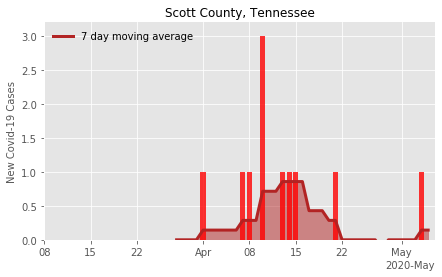 Scott County, Tennessee
7 day moving average
New Covid-19 Cases
3.0
2.5
2.0
1.5
1.0
0.5
0.0
08 15 22 Apr 08 15 22 May
2020-May